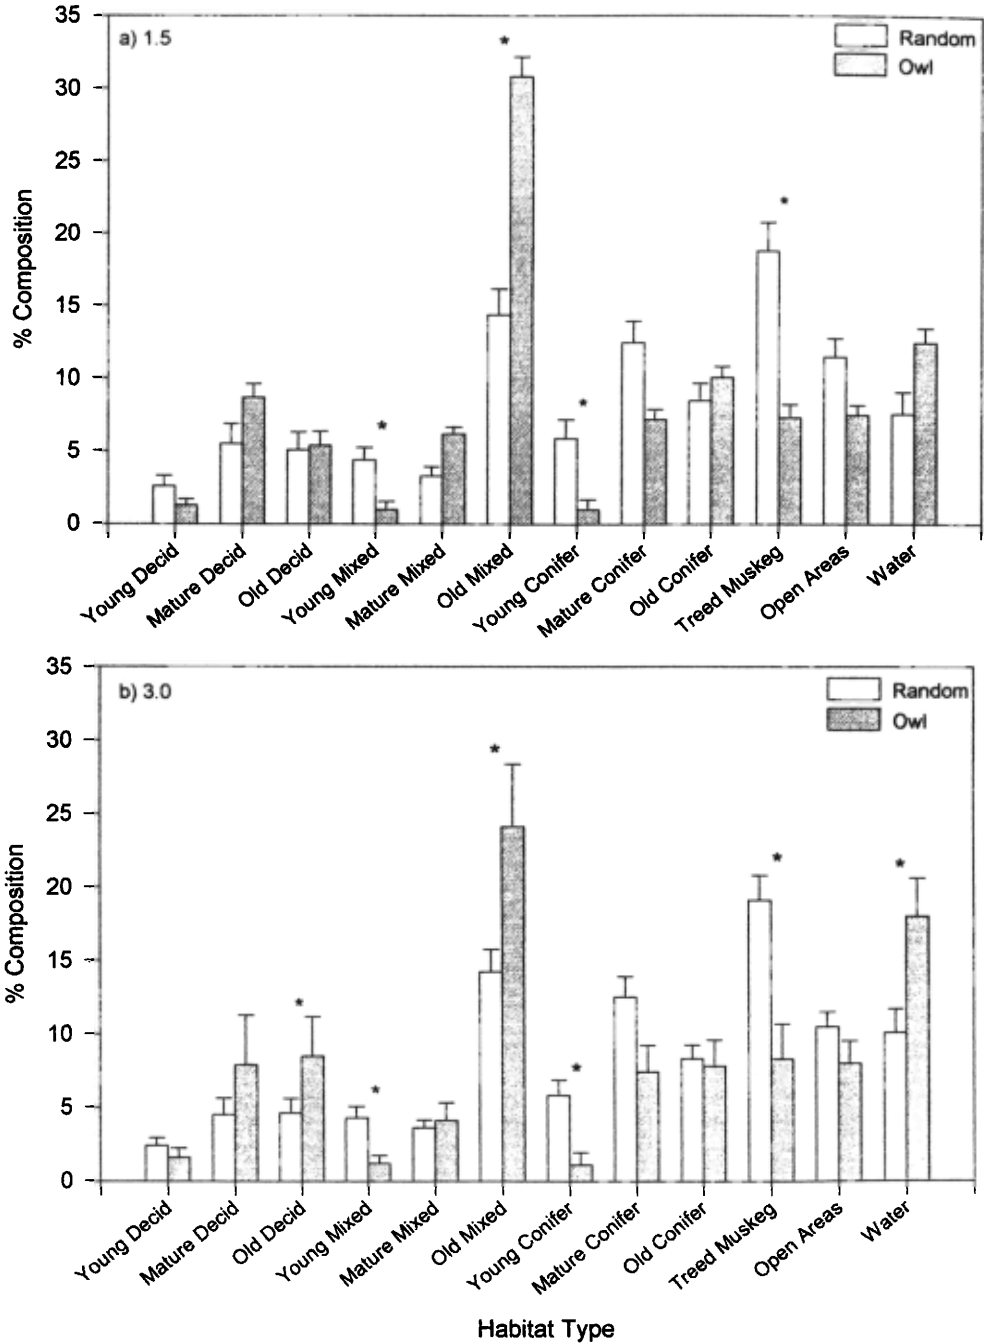 35
a) 1.5
*
Random
Owl
30
25
20
15
10
5
0
*
*
*
% Composition
Young Decid
Mature Decid
Old Decid
Young Mixed
Mature Mixed
Old Mixed
Young Conifer
Mature Conifer
Old Conifer
Treed Muskeg
Open Areas
Water
35
b) 3.0
Random
Owl
30
25
20
15
10
5
0
*
*
*
*
*
*
% Composition
Young Decid
Mature Decid
Old Decid
Young Mixed
Mature Mixed
Old Mixed
Young Conifer
Mature Conifer
Old Conifer
Treed Muskeg
Open Areas
Water
Habitat Type